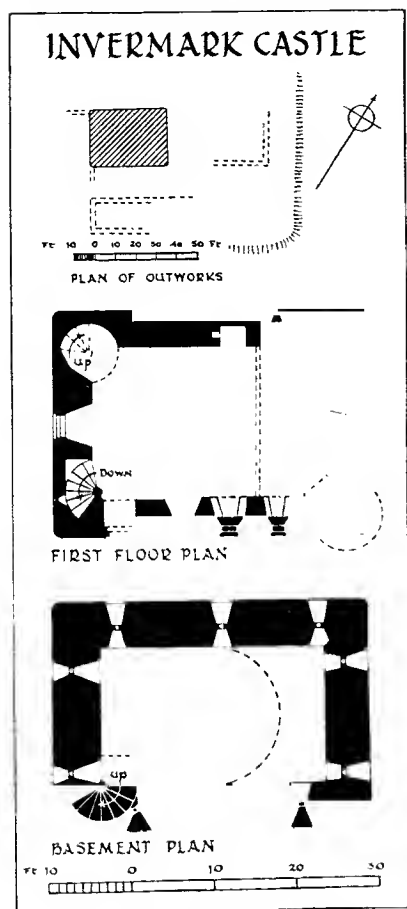 INVERMARK CASTLE
Ft 10 0 10 20 30 40 50 Ft
PLAN OF OUTWORKS
UP
DOWN
FIRST FLOOR PLAN
UP
BASEMENT PLAN
Ft 10 0 10 20 30